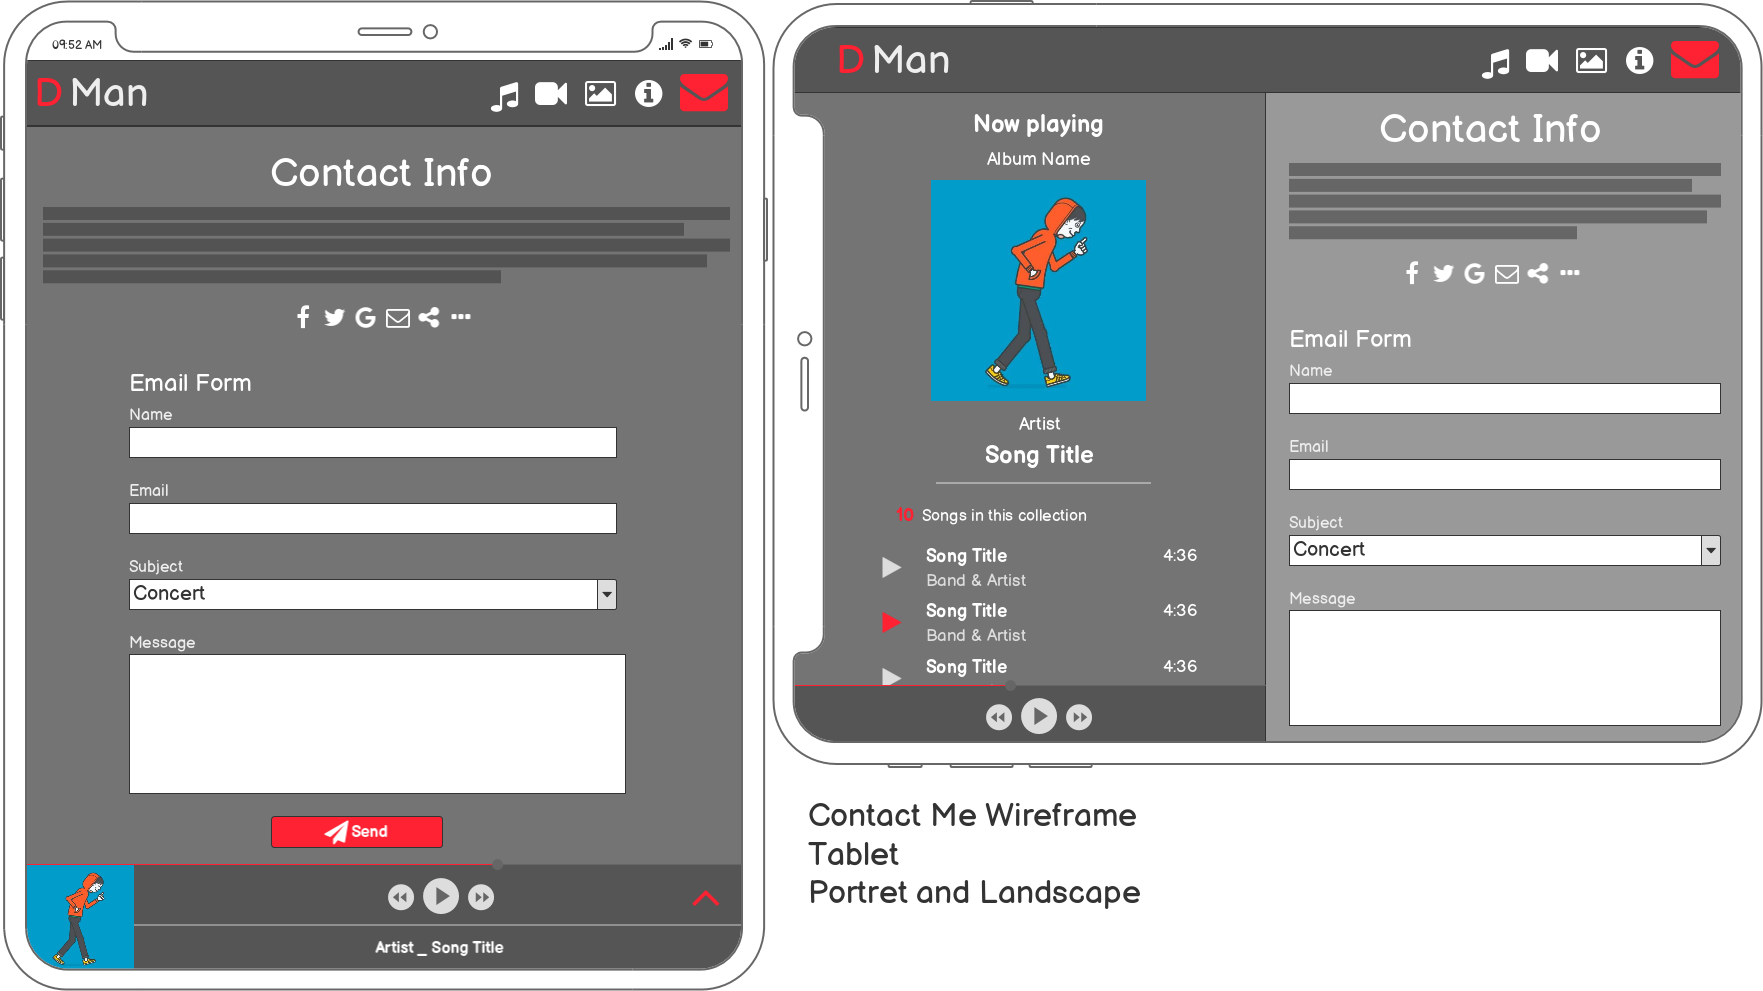 09:52 AM
D Man
Contact Info
Email Form
Name
Email
Subject
Concert
Message
Send
Artist _ Song Title
D Man
Now playing
Album Name
Artist
Song Title
10 Songs in this collection
Song Title 4:36
Band & Artist
Song Title 4:36
Band & Artist
Song Title 4:36
Contact Info
Email Form
Name
Email
Subject
Concert
Message
Contact Me Wireframe
Tablet
Portret and Landscape